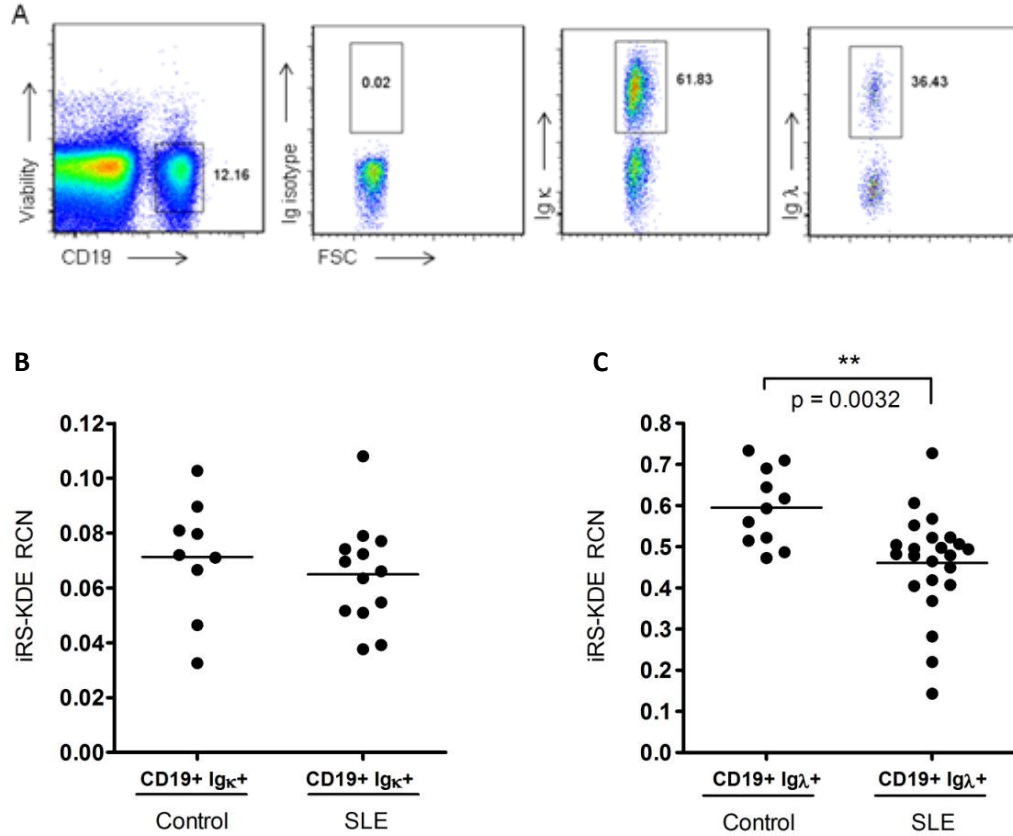 A
Viability
12.16
CD19
Ig isotype
0.02
FSC
Ig κ
61.83
Ig λ
36.43
B
iRS-KDE RCN
0.12
0.10
0.08
0.06
0.04
0.02
0.00
CD19+ Igκ+
Control
CD19+ Igκ+
SLE
C
**
p = 0.0032
iRS-KDE RCN
0.8
0.7
0.6
0.5
0.4
0.3
0.2
0.1
0.0
CD19+ Igλ+
Control
CD19+ Igλ+
SLE